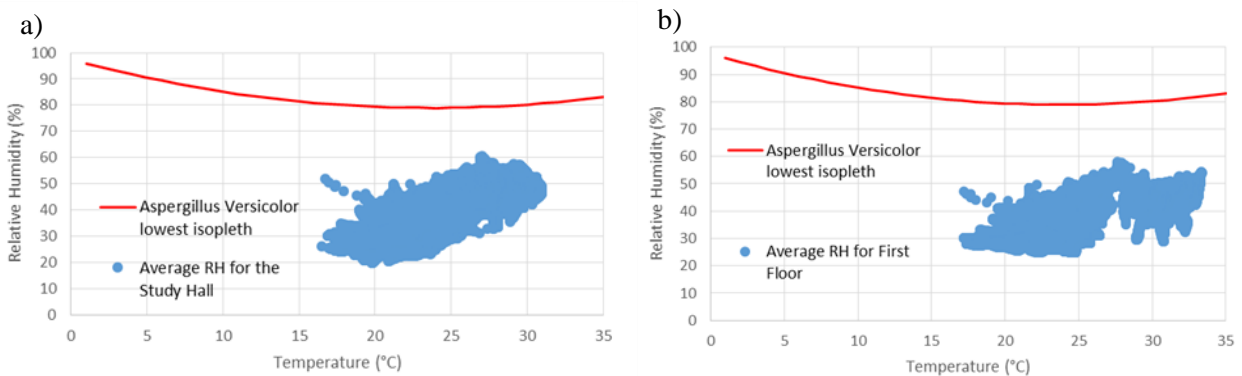 a)
100
90
80
70
60
50
40
30
20
10
0
Relative Humidity (%)
Aspergillus Versicolor
lowest isopleth
Average RH for the
Study Hall
0 5 10 15 20 25 30 35
Temperature (°C)
b)
100
90
80
70
60
50
40
30
20
10
0
Relative Humidity (%)
Aspergillus Versicolor
lowest isopleth
Average RH for First
Floor
0 5 10 15 20 25 30 35
Temperature (°C)